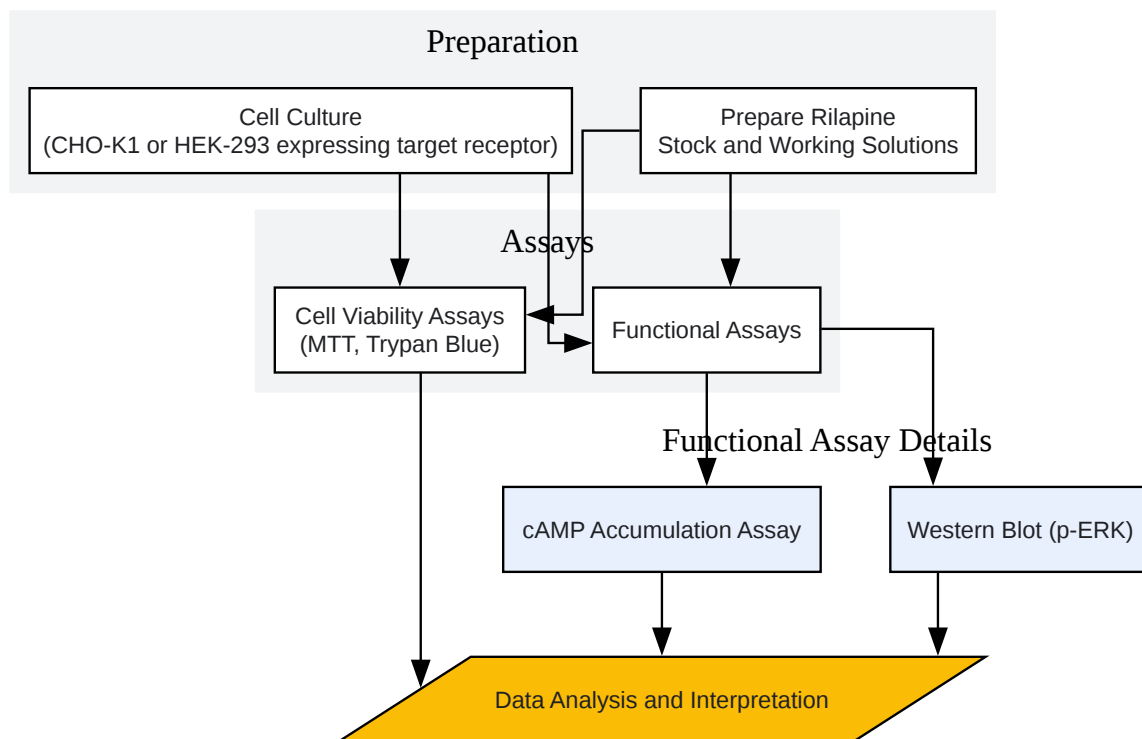 Preparation
Cell Culture
(CHO-K1 or HEK-293 expressing target receptor)
Prepare Rilapine
Stock and Working Solutions
Assays
Cell Viability Assays
(MTT, Trypan Blue)
Functional Assays
Functional Assay Details
cAMP Accumulation Assay
Western Blot (p-ERK)
Data Analysis and Interpretation